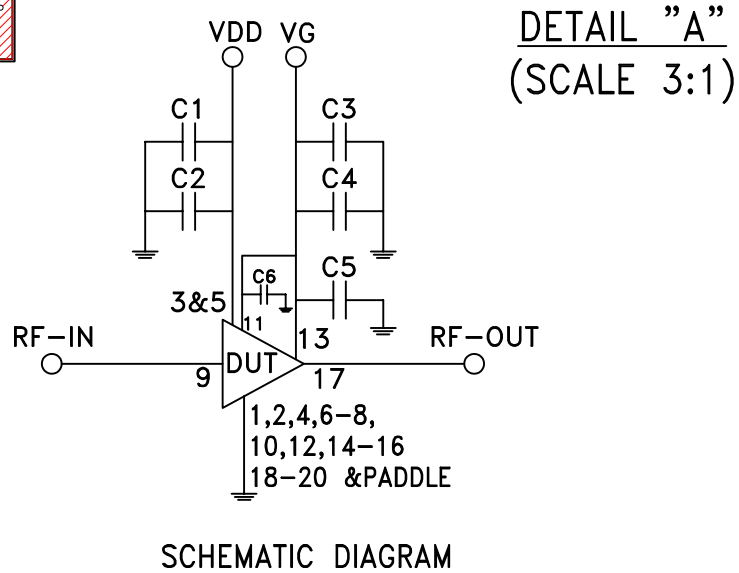 DETAIL "A"
(SCALE 3:1)
VDD VG
C1
C3
C2
C4
C6
C5
3&5
11
13
RF-IN
RF-OUT
DUT
9
17
1,2,4,6-8,
10,12,14-16
18-20 &PADDLE
SCHEMATIC DIAGRAM